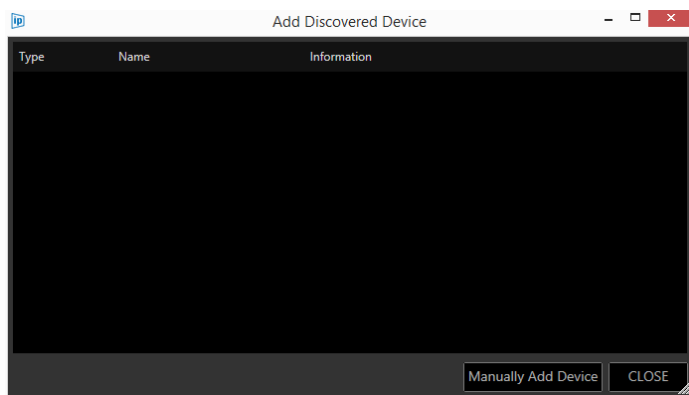 ip
Add Discovered Device
Type Name Information
Manually Add Device CLOSE